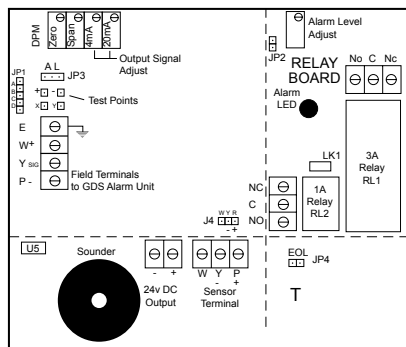 DPM
Zero
Span
4mA
20mA
Output Signal
Adjust
Alarm Level
Adjust
JP2
RELAY
BOARD
No C Nc
JP1
A
B
C
D
A L
JP3
+ -
X Y
Test Points
Alarm
LED
E
W+
Y SIG
P -
Field Terminals
to GDS Alarm Unit
LK1
3A
Relay
RL1
1A
Relay
RL2
NC
C
NO
J4
W Y R
- +
U5
Sounder
- +
24v DC
Output
W Y P
- +
Sensor
Terminal
EOL
JP4
T